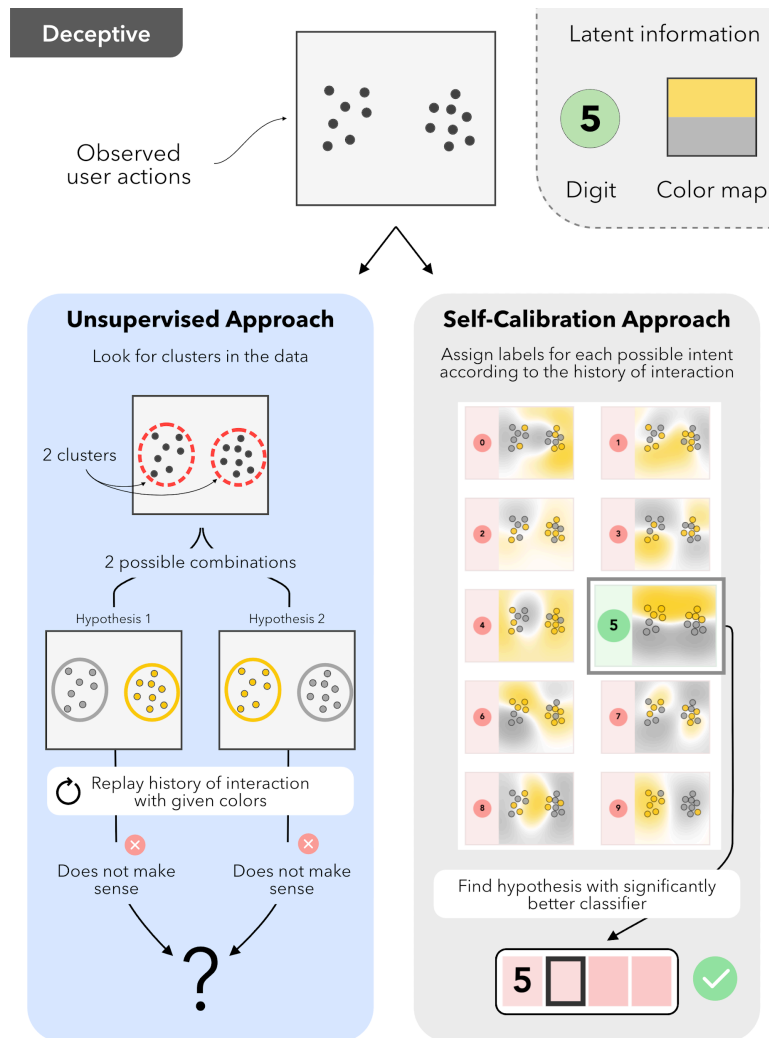 Deceptive
Latent information
Observed
user actions
5
Digit
Color map
Unsupervised Approach
Look for clusters in the data
2 clusters
2 possible combinations
Hypothesis 1
Hypothesis 2
Replay history of interaction
with given colors
Does not make
sense
Does not make
sense
?
Self-Calibration Approach
Assign labels for each possible intent
according to the history of interaction
0
1
2
3
4
5
6
7
8
9
Find hypothesis with significantly
better classifier
5